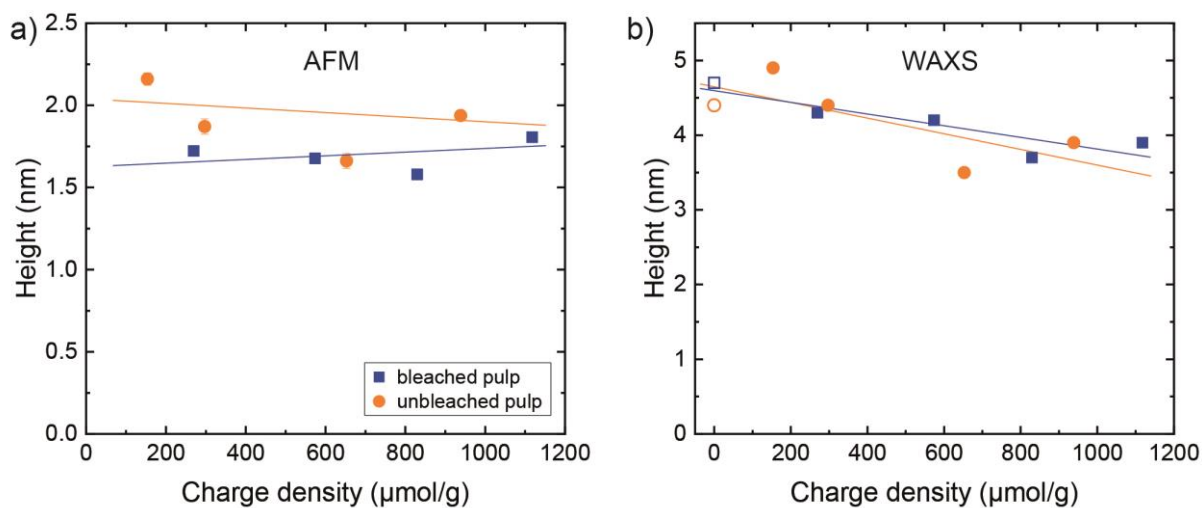 a)
AFM
Height (nm)
2.5
2.0
1.5
1.0
0.5
0.0
bleached pulp
unbleached pulp
0 200 400 600 800 1000 1200
Charge density (µmol/g)
b)
WAXS
Height (nm)
5
4
3
2
1
0
0 200 400 600 800 1000 1200
Charge density (µmol/g)